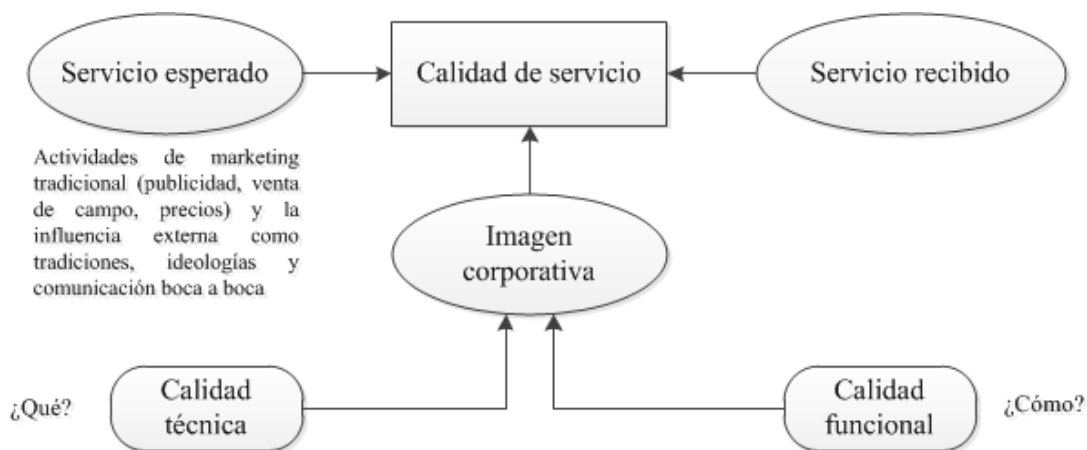 Servicio esperado
Calidad de servicio
Servicio recibido
Actividades de marketing
tradicional (publicidad, venta
de campo, precios) y la
influencia externa como
tradiciones, ideologías y
comunicación boca a boca
Imagen
corporativa
¿Qué?
Calidad
técnica
Calidad
funcional
¿Cómo?